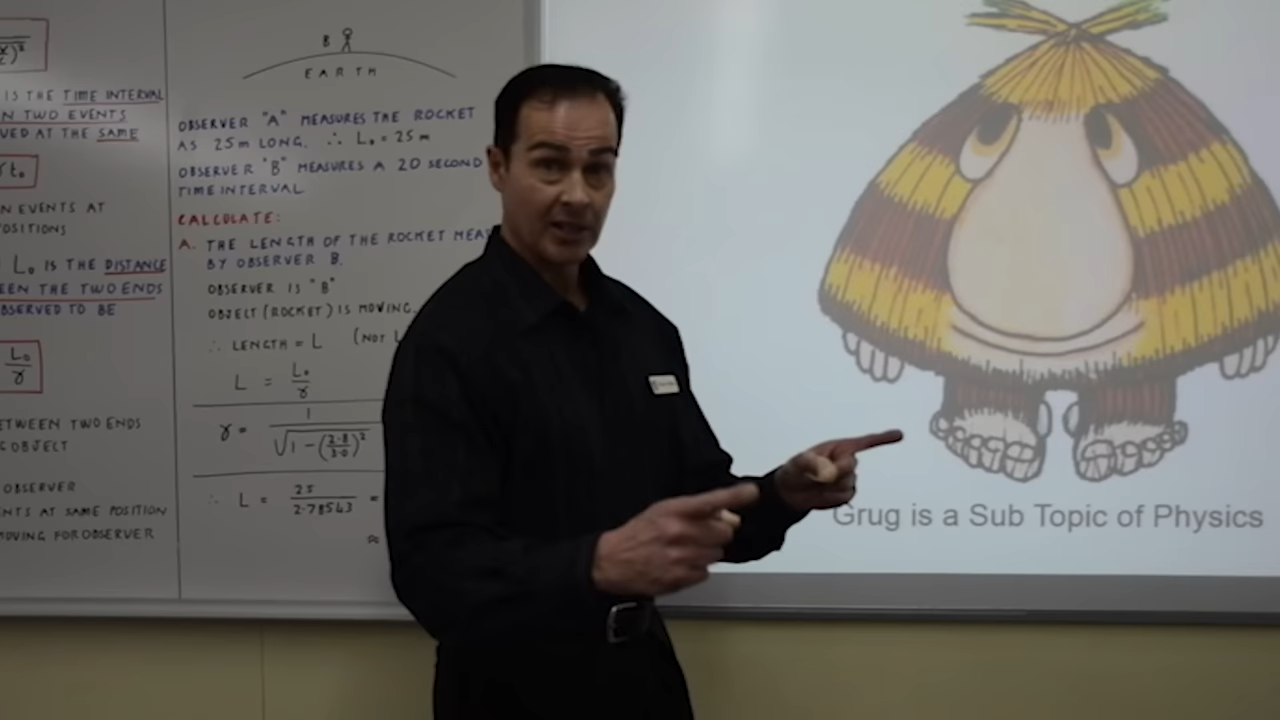 IS THE TIME INTERVAL
N TWO EVENTS
VED AT THE SAME
N EVENTS AT
OSITIONS
L₀ IS THE DISTANCE
EEN THE TWO ENDS
BSERVED TO BE
L₀
γ
ETWEEN TWO ENDS
OBJECT
OBSERVER
NTS AT SAME POSITION
MOVING FOR OBSERVER
B
EARTH
OBSERVER "A" MEASURES THE ROCKET
AS 25m LONG. ∴ L₀ = 25 m
OBSERVER "B" MEASURES A 20 SECOND
TIME INTERVAL
CALCULATE:
A. THE LENGTH OF THE ROCKET MEA
BY OBSERVER B.
OBSERVER IS "B"
OBJECT (ROCKET) IS MOVING.
∴ LENGTH = L (NOT L
L = L₀/γ
γ = 1/√1-(2.8/3.0)²
∴ L = 25/2.78543 =
≈
Grug is a Sub Topic of Physics